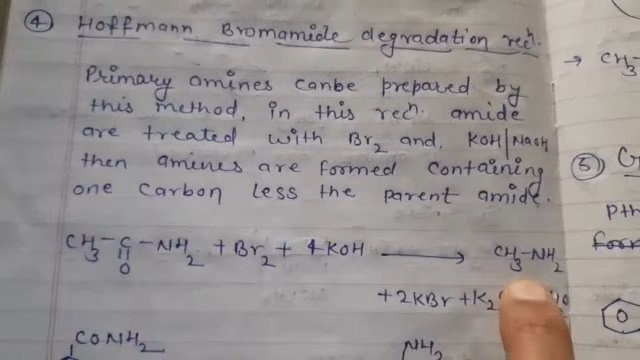 ④ Hoffmann Bromamide degradation recⁿ.
Primary amines canbe prepared by
this method, in this recⁿ. amide
are treated with Br₂ and, KOH/NaOH
then amines are formed containing
one carbon less the parent amide.
CH₃-C-NH₂ + Br₂ + 4KOH → CH₃-NH₂
O
+ 2KBr + K₂
CONH₂
NH₂
→ CH₃
⑤
pth